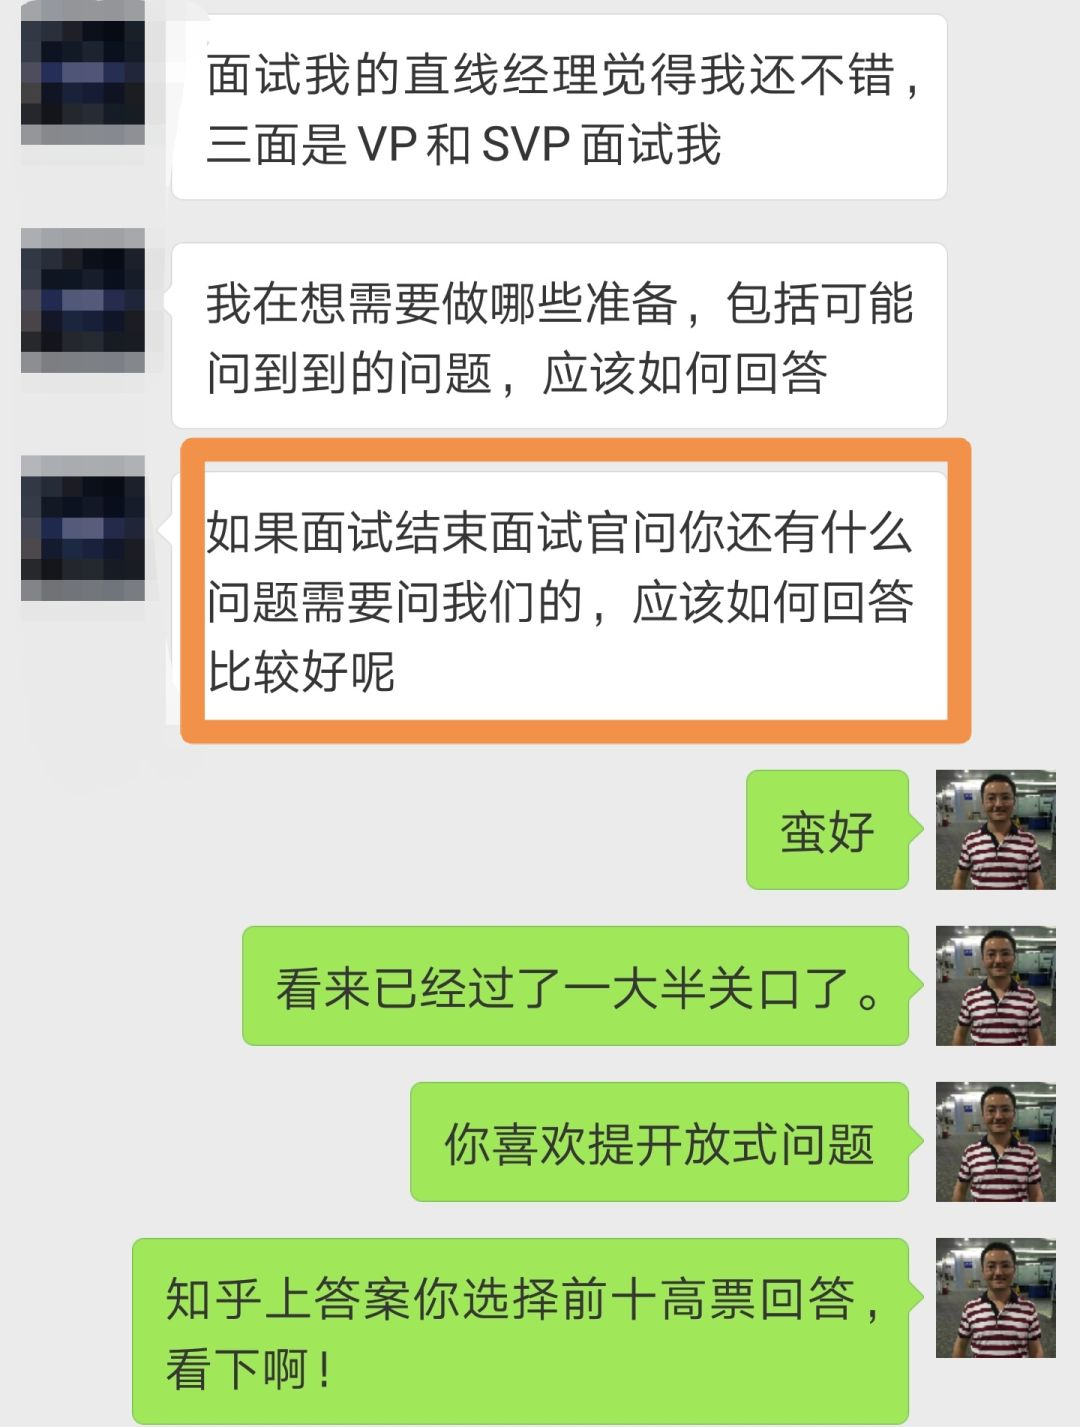 面试我的直线经理觉得我还不错，
三面是 VP 和 SVP 面试我
我在想需要做哪些准备，包括可能
问到到的问题，应该如何回答
如果面试结束面试官问你还有什么
问题需要问我们的，应该如何回答
比较好呢
蛮好
看来已经过了一大半关口了。
你喜欢提开放式问题
知乎上答案你选择前十高票回答，
看下啊！